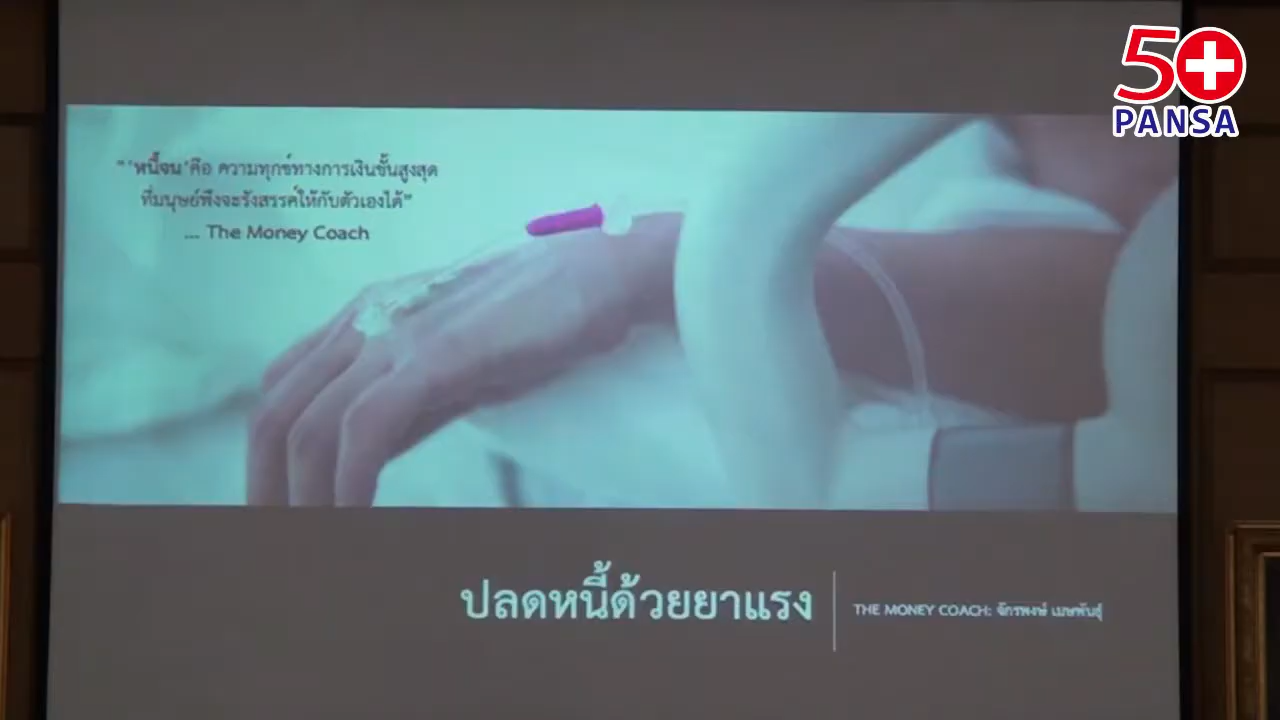 5+
PANSA
"'หนี้จน' คือ ความทุกข์ทางการเงินขั้นสูงสุด
ที่มนุษย์พึงจะรังสรรค์ให้กับตัวเองได้"
... The Money Coach
ปลดหนี้ด้วยยาแรง
THE MONEY COACH: จักรพงษ์ เมษพันธุ์